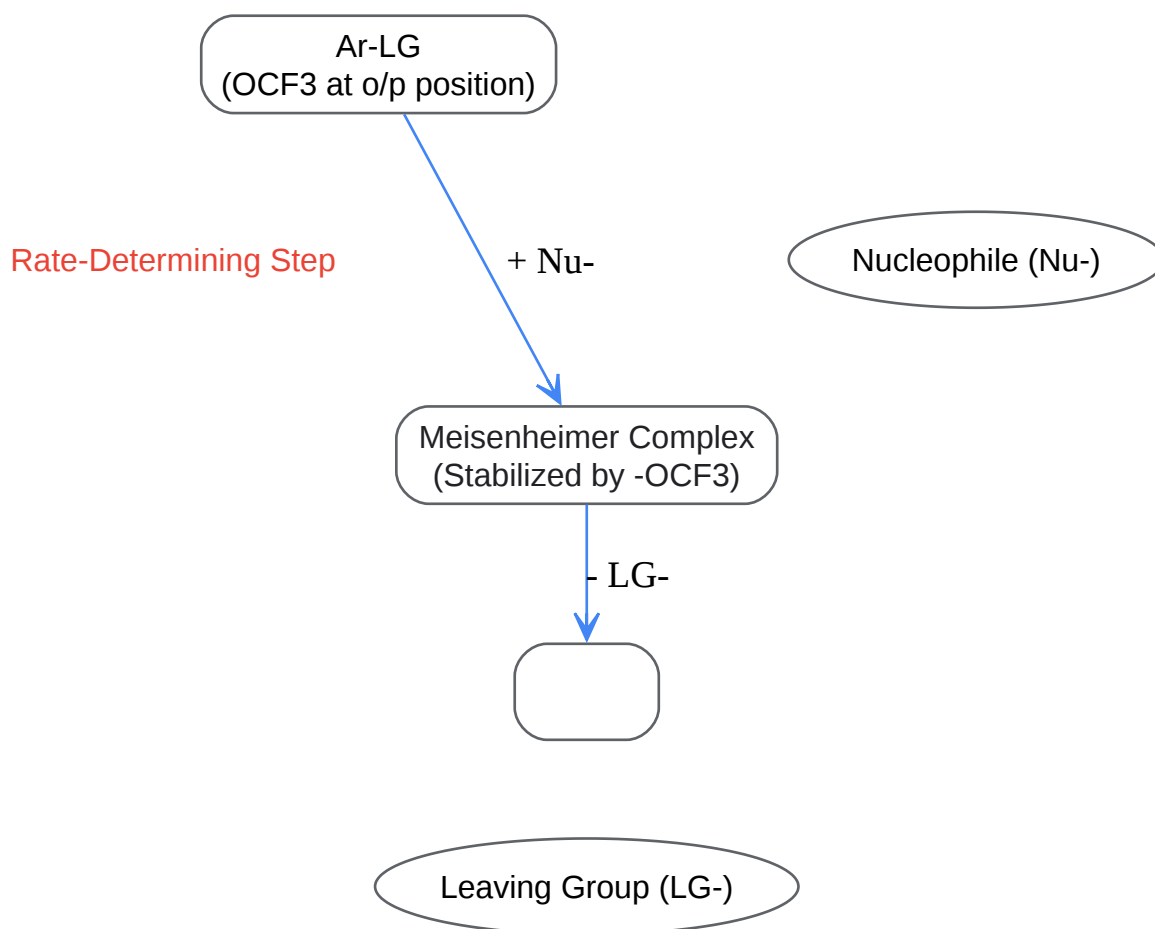 Ar-LG
(OCF3 at o/p position)
Rate-Determining Step
+ Nu-
Nucleophile (Nu-)
Meisenheimer Complex
(Stabilized by -OCF3)
- LG-
Leaving Group (LG-)